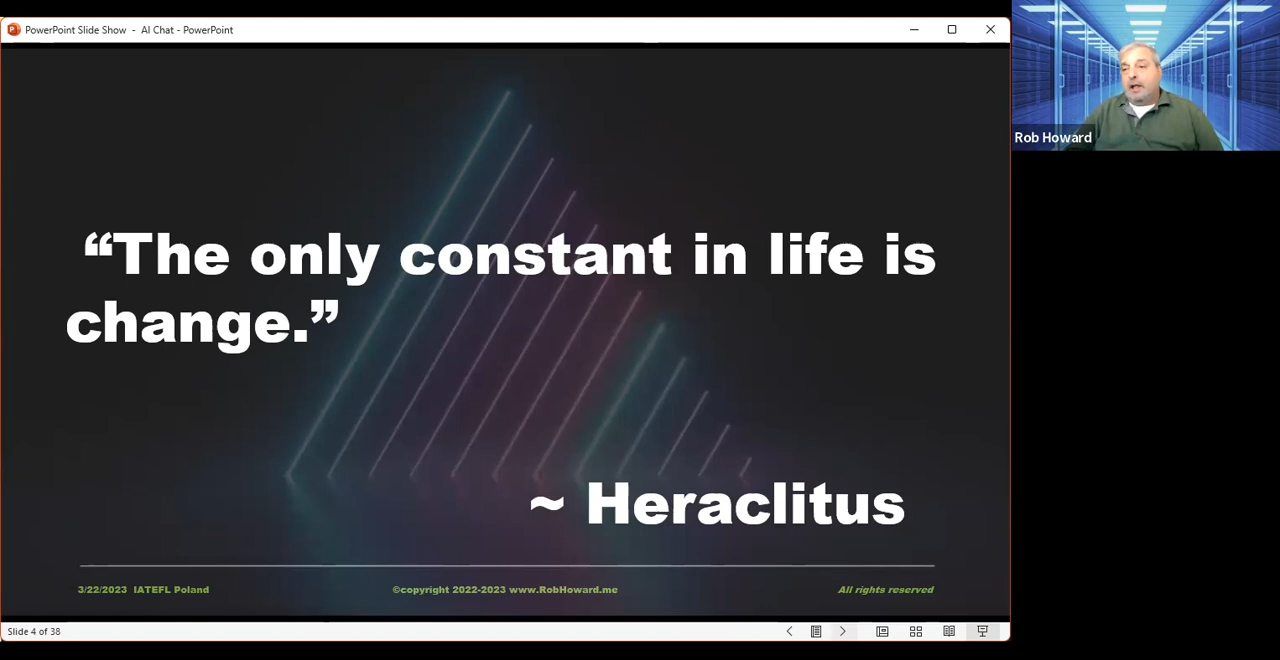 PowerPoint Slide Show - AI Chat - PowerPoint
Rob Howard
“The only constant in life is
change.”
~ Heraclitus
3/22/2023 IATEFL Poland ©copyright 2022-2023 www.RobHoward.me All rights reserved
Slide 4 of 38